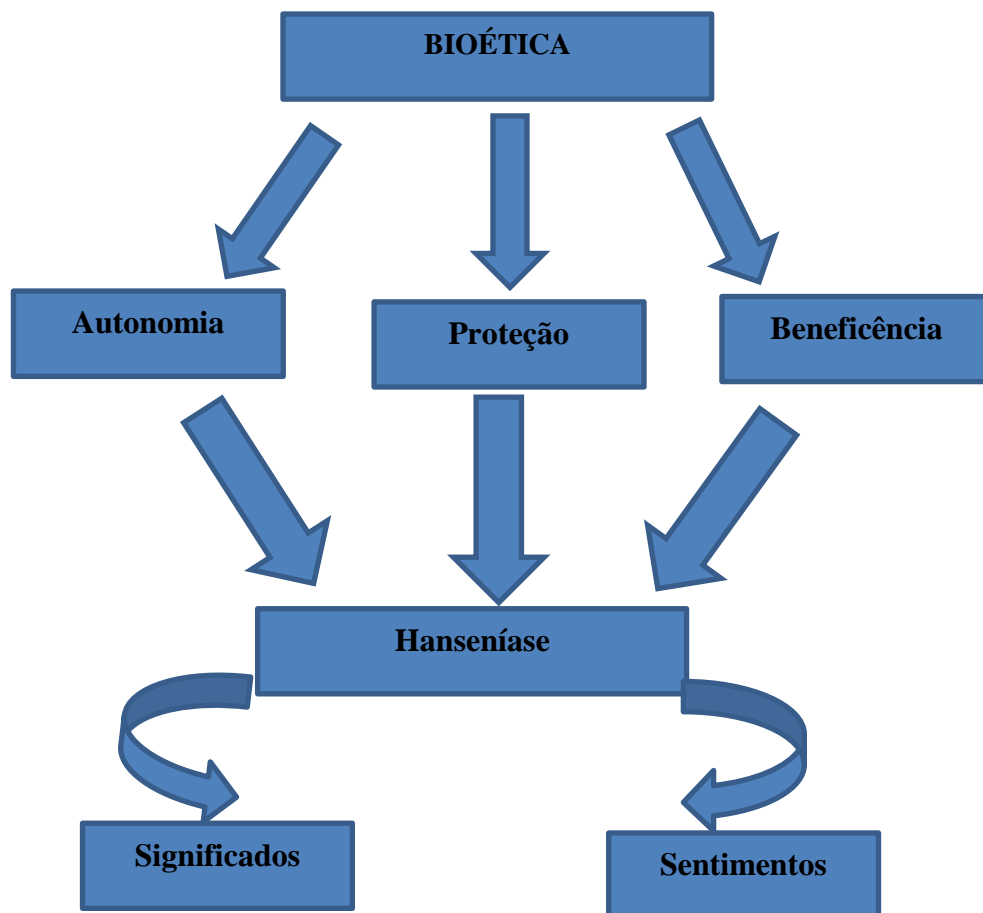 BIOÉTICA
Autonomia
Proteção
Beneficência
Hanseníase
Significados
Sentimentos